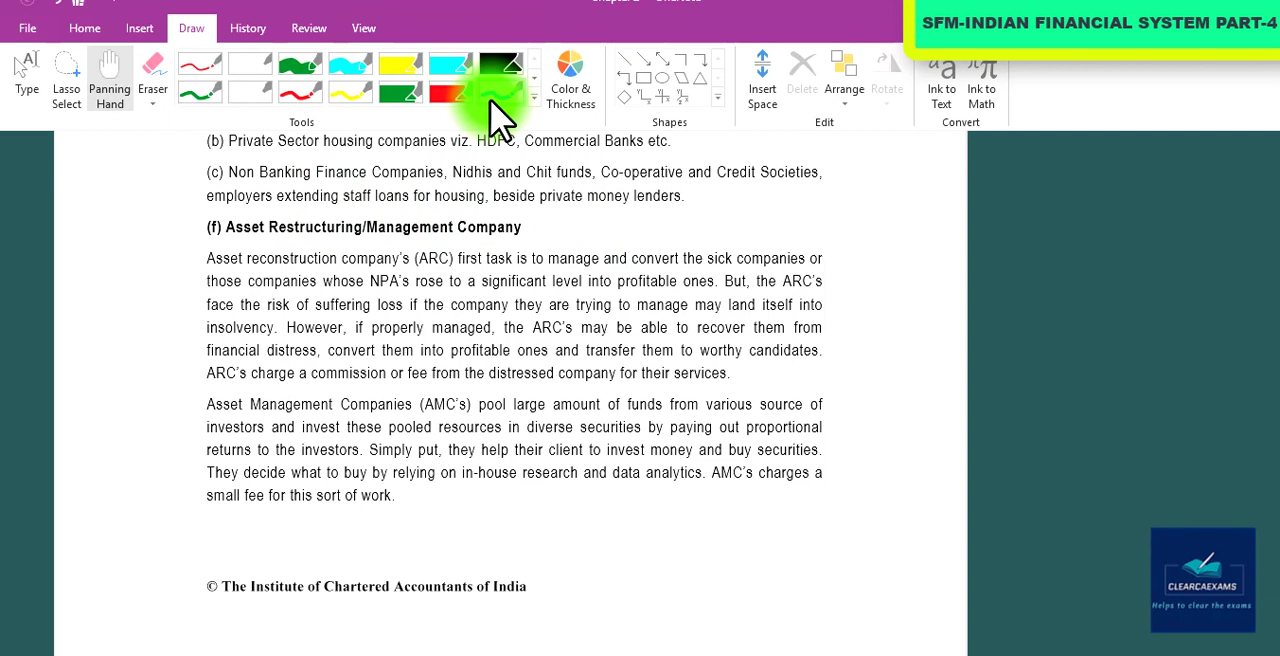 SFM-INDIAN FINANCIAL SYSTEM PART-4
File Home Insert Draw History Review View
Type
Lasso Select
Panning Hand
Eraser
Color & Thickness
Insert Space
Delete
Arrange
Rotate
Ink to Text
Ink to Math
Tools Shapes Edit Convert
(b) Private Sector housing companies viz. HDFC, Commercial Banks etc.
(c) Non Banking Finance Companies, Nidhis and Chit funds, Co-operative and Credit Societies,
employers extending staff loans for housing, beside private money lenders.
(f) Asset Restructuring/Management Company
Asset reconstruction company's (ARC) first task is to manage and convert the sick companies or
those companies whose NPA's rose to a significant level into profitable ones. But, the ARC's
face the risk of suffering loss if the company they are trying to manage may land itself into
insolvency. However, if properly managed, the ARC's may be able to recover them from
financial distress, convert them into profitable ones and transfer them to worthy candidates.
ARC's charge a commission or fee from the distressed company for their services.
Asset Management Companies (AMC's) pool large amount of funds from various source of
investors and invest these pooled resources in diverse securities by paying out proportional
returns to the investors. Simply put, they help their client to invest money and buy securities.
They decide what to buy by relying on in-house research and data analytics. AMC's charges a
small fee for this sort of work.
© The Institute of Chartered Accountants of India
CLEARCAEXAMS
Helps to clear the exams